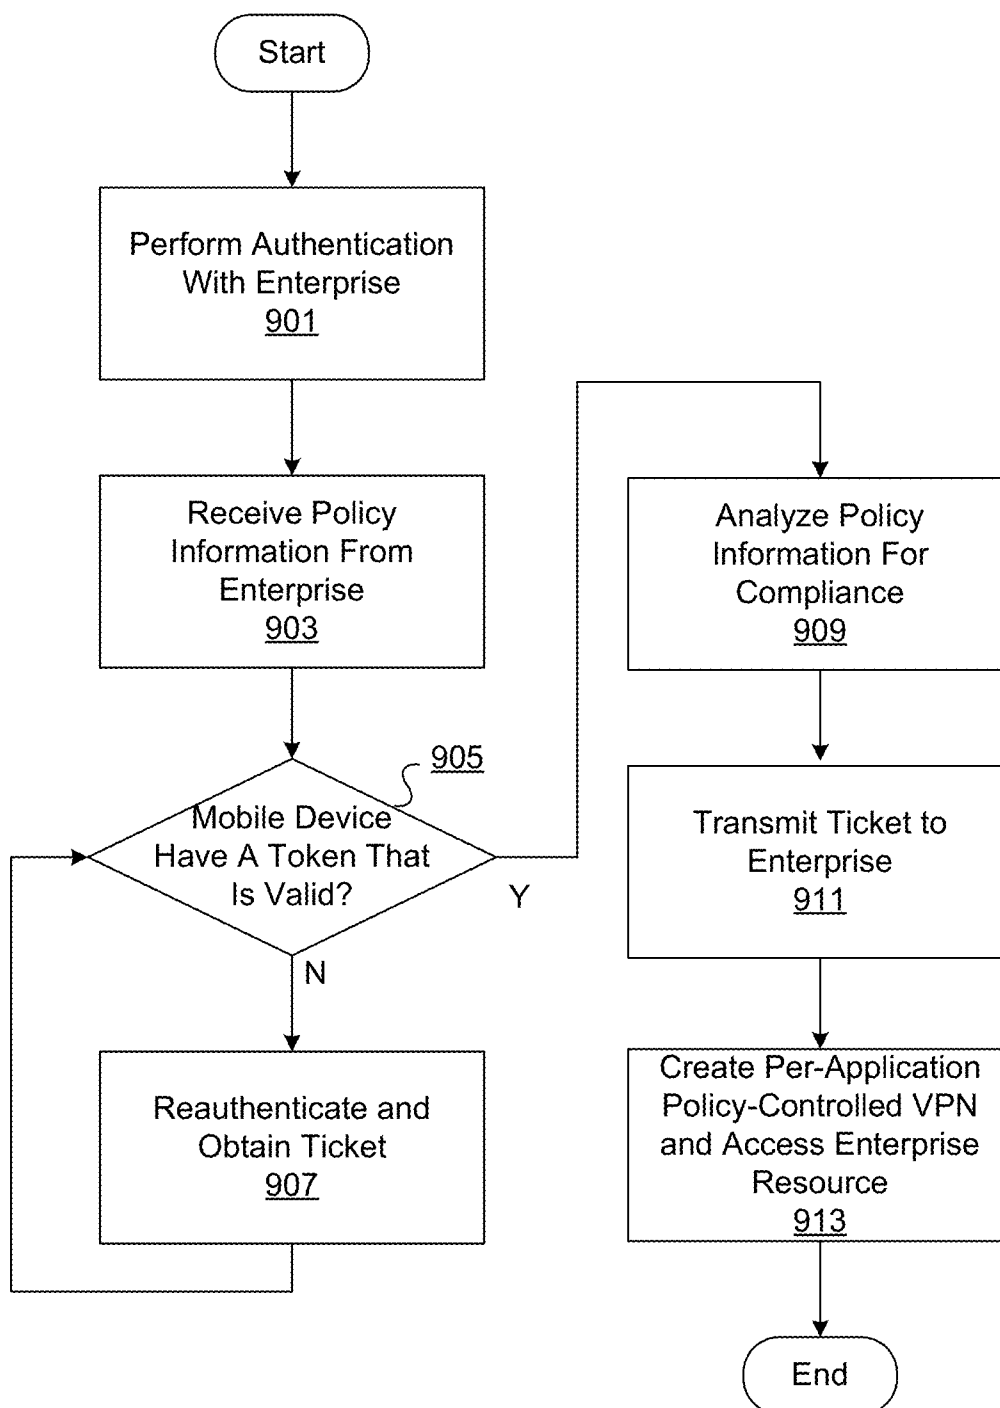 Start
Perform Authentication
With Enterprise
901
Receive Policy
Information From
Enterprise
903
905
Mobile Device
Have A Token That
Is Valid?
Y
N
Reauthenticate and
Obtain Ticket
907
Analyze Policy
Information For
Compliance
909
Transmit Ticket to
Enterprise
911
Create Per-Application
Policy-Controlled VPN
and Access Enterprise
Resource
913
End